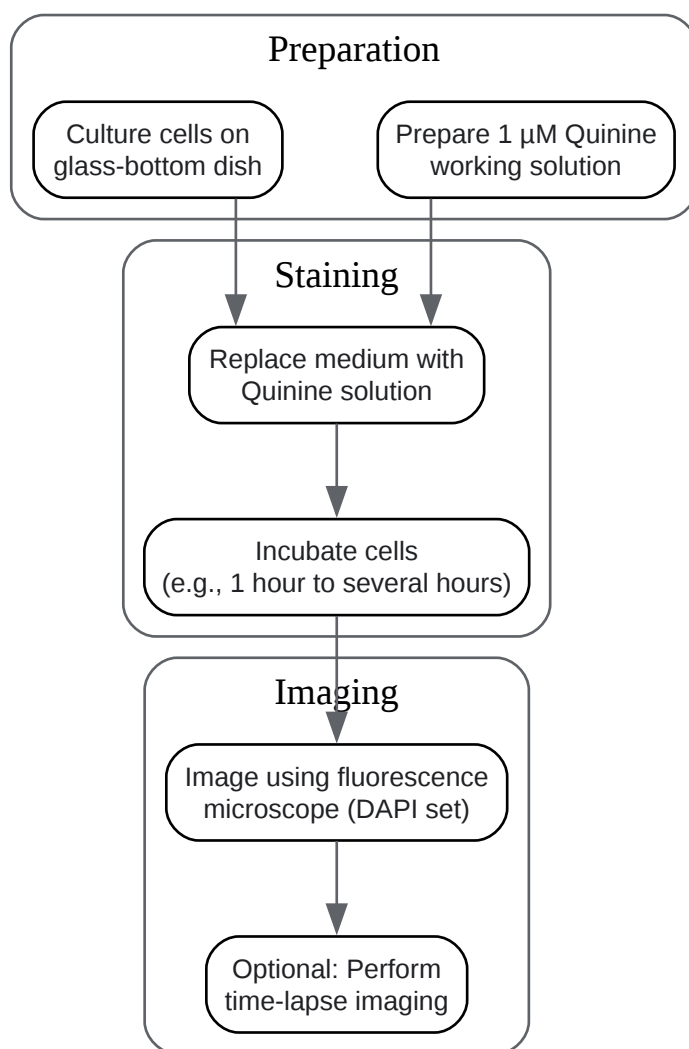 Preparation
Culture cells on
glass-bottom dish
Prepare 1 µM Quinine
working solution
Staining
Replace medium with
Quinine solution
Incubate cells
(e.g., 1 hour to several hours)
Imaging
Image using fluorescence
microscope (DAPI set)
Optional: Perform
time-lapse imaging